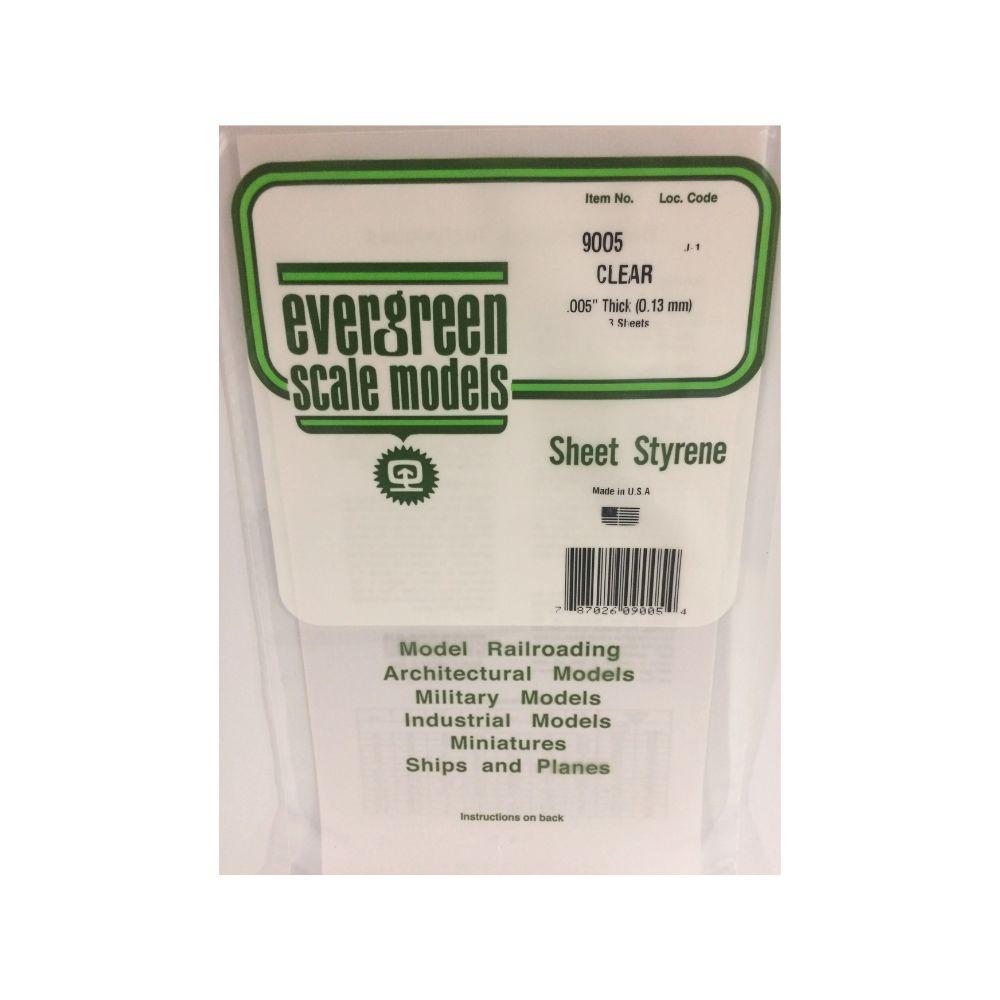 Item No. Loc. Code
9005 J-1
CLEAR
.005" Thick (0.13 mm)
3 Sheets
evergreen
scale models
Sheet Styrene
Made in U.S.A
7 87026 09005 4
Model Railroading
Architectural Models
Military Models
Industrial Models
Miniatures
Ships and Planes
Instructions on back